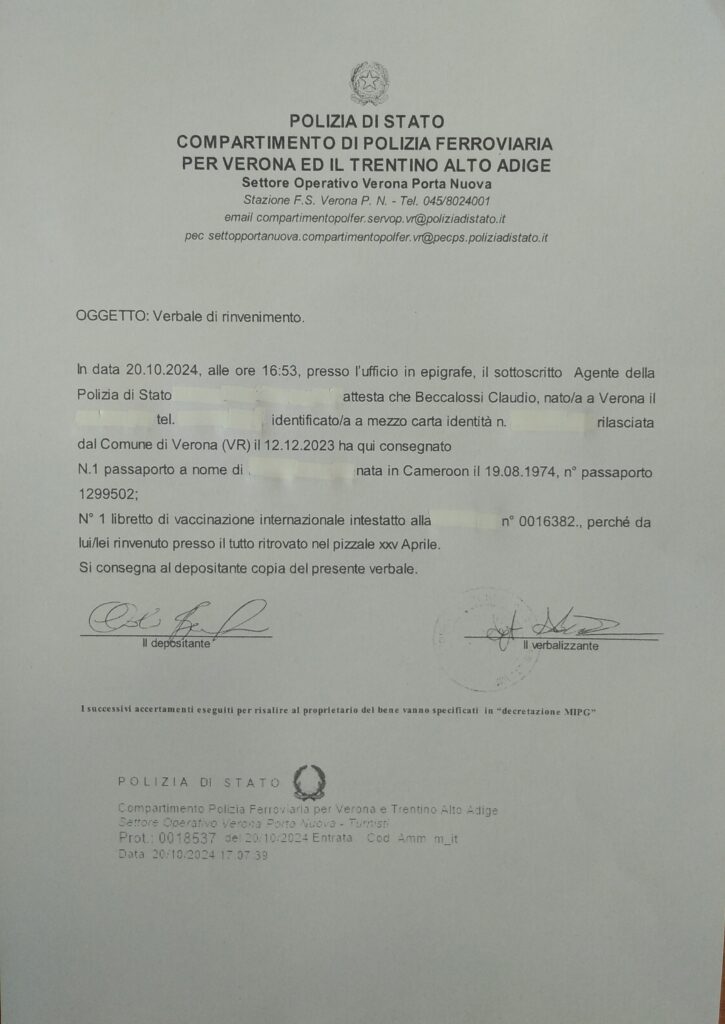 POLIZIA DI STATO
COMPARTIMENTO DI POLIZIA FERROVIARIA
PER VERONA ED IL TRENTINO ALTO ADIGE
Settore Operativo Verona Porta Nuova
Stazione F.S. Verona P. N. - Tel. 045/8024001
email compartimentopolfer.servop.vr@poliziadistato.it
pec settopportanuova.compartimentopolfer.vr@pecps.poliziadistato.it
OGGETTO: Verbale di rinvenimento.
In data 20.10.2024, alle ore 16:53, presso l'ufficio in epigrafe, il sottoscritto Agente della
Polizia di Stato attesta che Beccalossi Claudio, nato/a a Verona il
tel. , identificato/a a mezzo carta identità n. rilasciata
dal Comune di Verona (VR) il 12.12.2023 ha qui consegnato
N.1 passaporto a nome di nata in Cameroon il 19.08.1974, n° passaporto
1299502;
N° 1 libretto di vaccinazione internazionale intestatto alla n° 0016382., perché da
lui/lei rinvenuto presso il tutto ritrovato nel pizzale xxv Aprile.
Si consegna al depositante copia del presente verbale.
Il depositante
Il verbalizzante
I successivi accertamenti eseguiti per risalire al proprietario del bene vanno specificati in "decretazione MIPG"
POLIZIA DI STATO
Compartimento Polizia Ferroviaria per Verona e Trentino Alto Adige
Settore Operativo Verona Porta Nuova - Turnisti
Prot.: 0018537 del 20/10/2024 Entrata Cod. Amm. m_it
Data: 20/10/2024 17:07:39